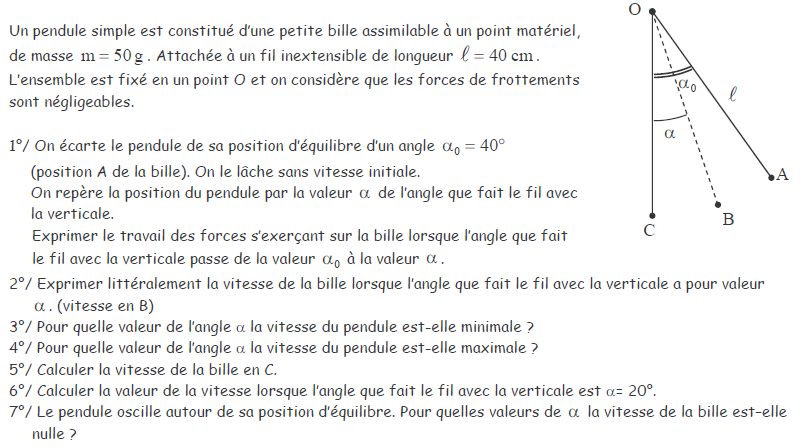 Un pendule simple est constitué d'une petite bille assimilable à un point matériel,
de masse m = 50 g . Attachée à un fil inextensible de longueur ℓ = 40 cm .
L'ensemble est fixé en un point O et on considère que les forces de frottements
sont négligeables.
1°/ On écarte le pendule de sa position d'équilibre d'un angle α₀ = 40°
(position A de la bille). On le lâche sans vitesse initiale.
On repère la position du pendule par la valeur α de l'angle que fait le fil avec
la verticale.
Exprimer le travail des forces s'exerçant sur la bille lorsque l'angle que fait
le fil avec la verticale passe de la valeur α₀ à la valeur α .
2°/ Exprimer littéralement la vitesse de la bille lorsque l'angle que fait le fil avec la verticale a pour valeur
α . (vitesse en B)
3°/ Pour quelle valeur de l'angle α la vitesse du pendule est-elle minimale ?
4°/ Pour quelle valeur de l'angle α la vitesse du pendule est-elle maximale ?
5°/ Calculer la vitesse de la bille en C.
6°/ Calculer la valeur de la vitesse lorsque l'angle que fait le fil avec la verticale est α= 20°.
7°/ Le pendule oscille autour de sa position d'équilibre. Pour quelles valeurs de α la vitesse de la bille est-elle
nulle ?
O
α₀
ℓ
α
A
B
C